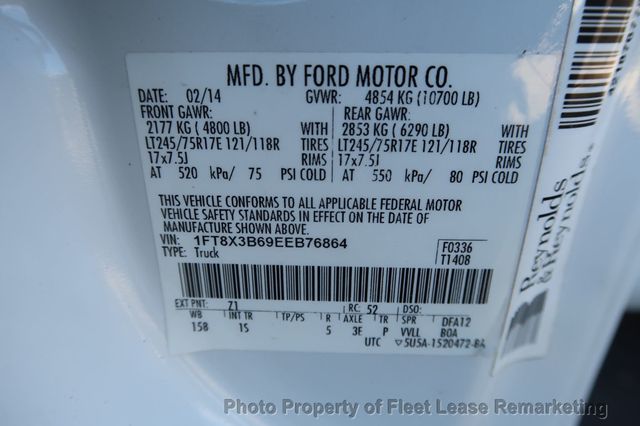 MFD. BY FORD MOTOR CO.
DATE: 02/14 GVWR: 4854 KG (10700 LB)
FRONT GAWR: REAR GAWR:
2177 KG ( 4800 LB) WITH 2853 KG ( 6290 LB) WITH
LT245/75R17E 121/118R TIRES LT245/75R17E 121/118R TIRES
17x7.5J RIMS 17x7.5J RIMS
AT 520 kPa/ 75 PSI COLD AT 550 kPa/ 80 PSI COLD
THIS VEHICLE CONFORMS TO ALL APPLICABLE FEDERAL MOTOR
VEHICLE SAFETY STANDARDS IN EFFECT ON THE DATE OF
MANUFACTURE SHOWN ABOVE.
VIN: 1FT8X3B69EEB76864 F0336
TYPE: Truck T1408
EXT PNT: Z1 RC: 52 DSO:
WB INT TR TP/PS R AXLE TR SPR DFA12
158 1S 5 3E P VVLL BOA
UTC 5U5A-1520472-BA
Reynolds
& Reynolds
Photo Property of Fleet Lease Remarketing